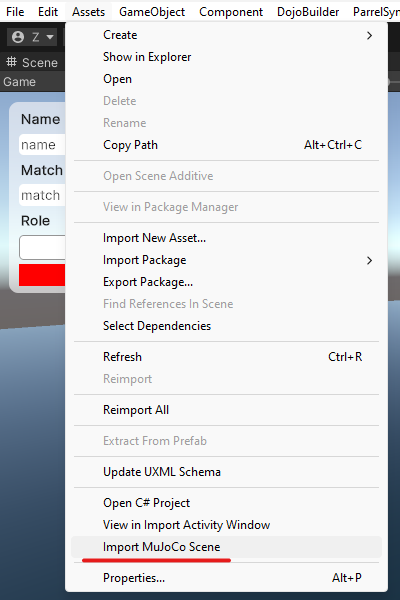 File Edit Assets GameObject Component DojoBuilder ParrelSyn
Z
Scene
Game
Name
name
Match
match
Role
Create
Show in Explorer
Open
Delete
Rename
Copy Path Alt+Ctrl+C
Open Scene Additive
View in Package Manager
Import New Asset...
Import Package
Export Package...
Find References In Scene
Select Dependencies
Refresh Ctrl+R
Reimport
Reimport All
Extract From Prefab
Update UXML Schema
Open C# Project
View in Import Activity Window
Import MuJoCo Scene
Properties... Alt+P